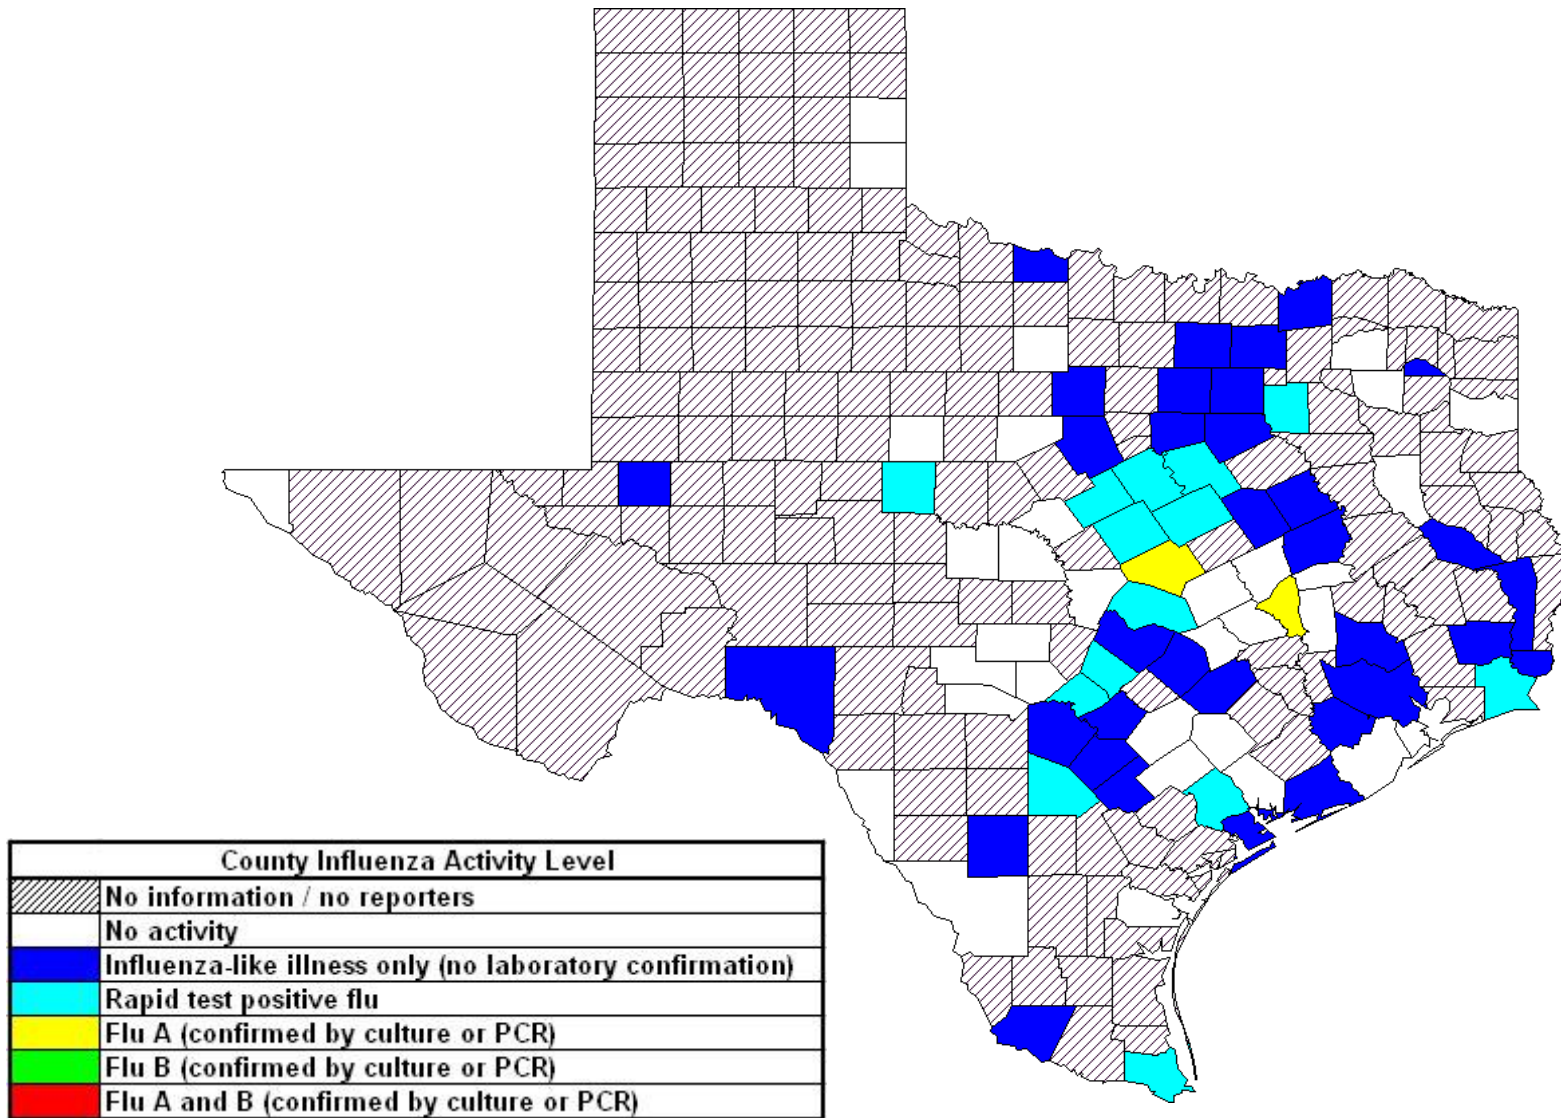 County Influenza Activity Level
No information / no reporters
No activity
Influenza-like illness only (no laboratory confirmation)
Rapid test positive flu
Flu A (confirmed by culture or PCR)
Flu B (confirmed by culture or PCR)
Flu A and B (confirmed by culture or PCR)